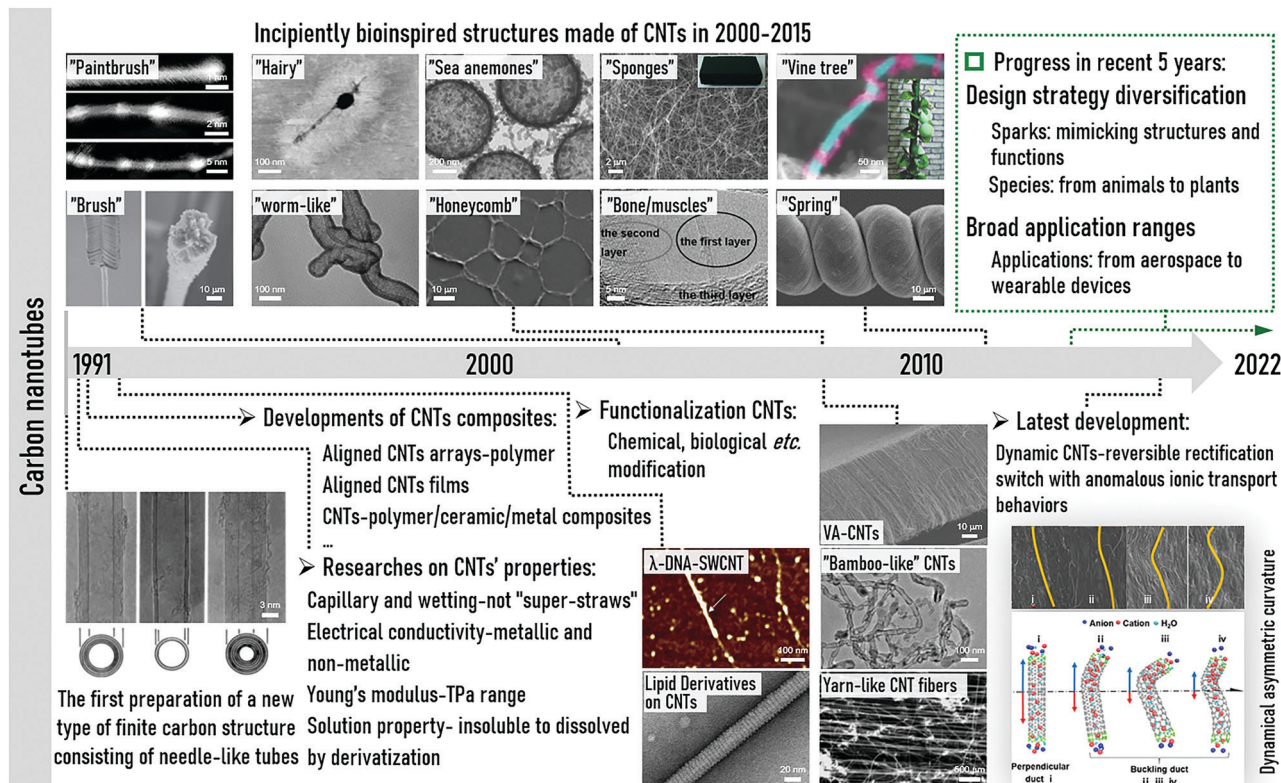 Carbon nanotubes
Incipiently bioinspired structures made of CNTs in 2000-2015
"Paintbrush"
1 nm
2 nm
5 nm
"Hairy"
100 nm
"Sea anemones"
200 nm
"Sponges"
2 μm
"Vine tree"
50 nm
"Brush"
10 μm
"worm-like"
100 nm
"Honeycomb"
10 μm
"Bone/muscles"
the second
layer
the first layer
the third layer
5 nm
"Spring"
10 μm
Progress in recent 5 years:
Design strategy diversification
Sparks: mimicking structures and
functions
Species: from animals to plants
Broad application ranges
Applications: from aerospace to
wearable devices
1991
2000
2010
2022
3 nm
The first preparation of a new
type of finite carbon structure
consisting of needle-like tubes
➢ Developments of CNTs composites:
Aligned CNTs arrays-polymer
Aligned CNTs films
CNTs-polymer/ceramic/metal composites
...
➢ Researches on CNTs' properties:
Capillary and wetting-not "super-straws"
Electrical conductivity-metallic and
non-metallic
Young's modulus-TPa range
Solution property- insoluble to dissolved
by derivatization
➢ Functionalization CNTs:
Chemical, biological etc.
modification
λ-DNA-SWCNT
100 nm
Lipid Derivatives
on CNTs
20 nm
VA-CNTs
10 μm
"Bamboo-like" CNTs
100 nm
Yarn-like CNT fibers
500 μm
➢ Latest development:
Dynamic CNTs-reversible rectification
switch with anomalous ionic transport
behaviors
i
ii
iii
iv
Anion Cation H₂O
i
ii
iii
iv
Perpendicular
duct i
Buckling duct
ii iii iv
Dynamical asymmetric curvature